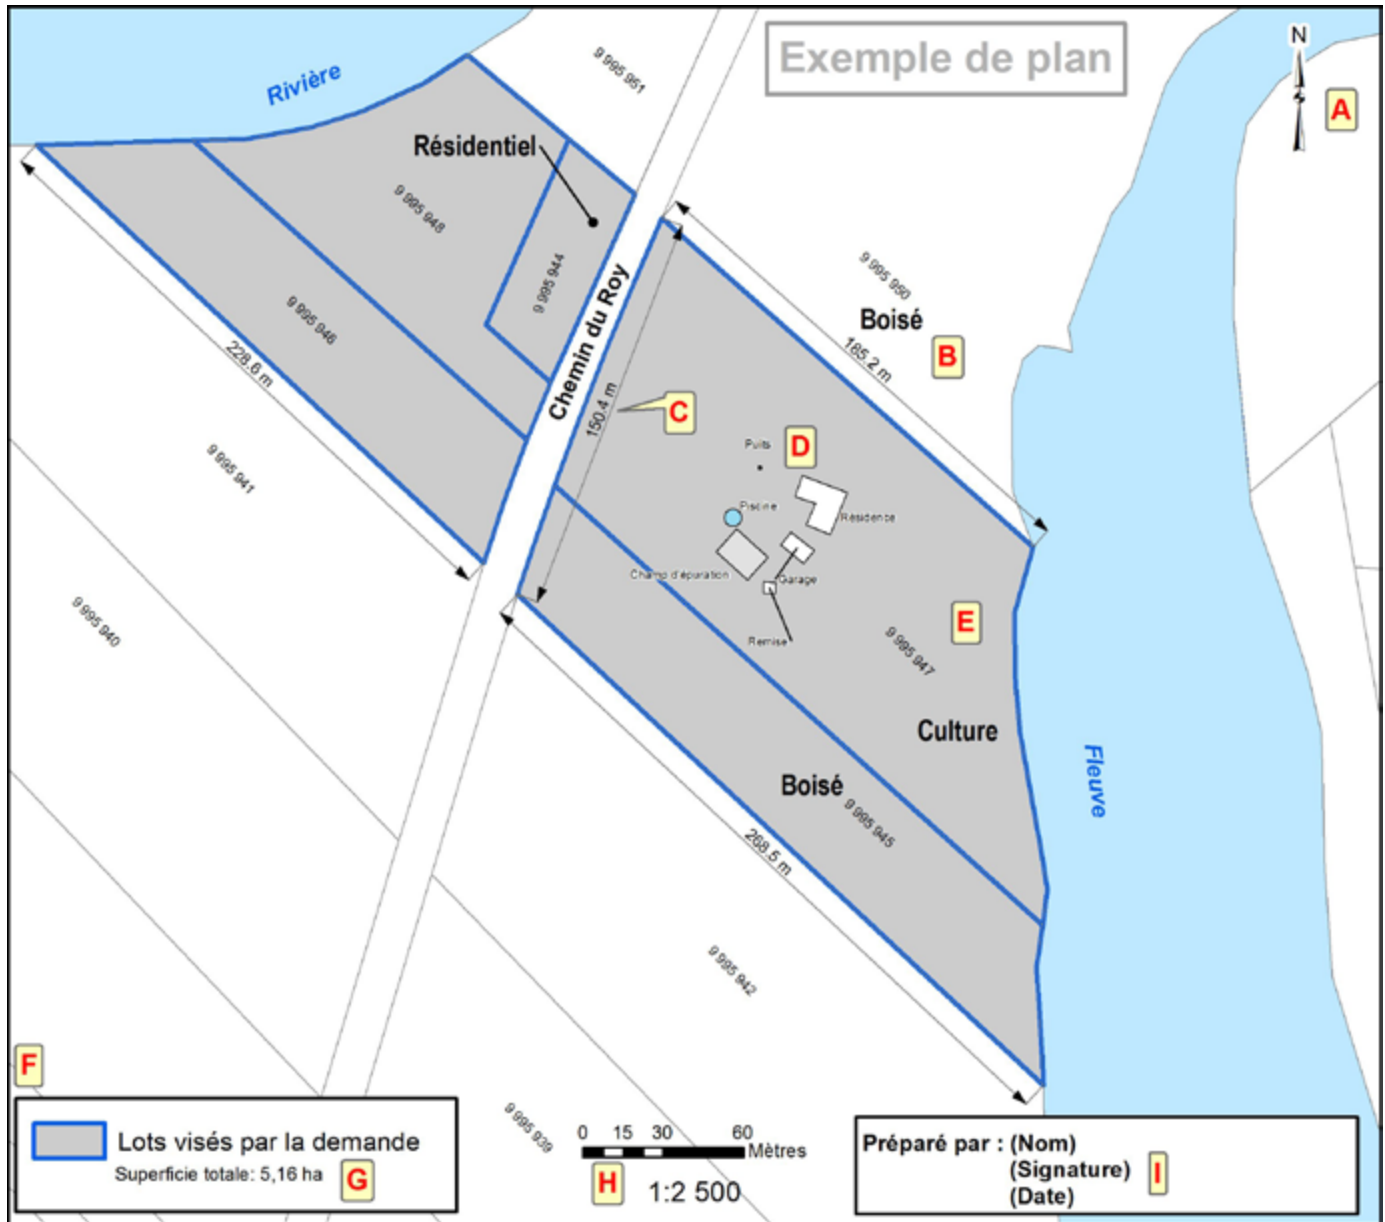 Exemple de plan
N
A
Rivière
9 995 951
Résidentiel
9 995 948
9 995 944
9 995 946
228.6 m
Chemin du Roy
150.4 m
C
9 995 950
Boisé
B
185.2 m
Puits
D
Piscine
Résidence
Champ d'épuration
Garage
Remise
E
9 995 947
Culture
Boisé
9 995 945
268.5 m
Fleuve
9 995 941
9 995 940
9 995 942
9 995 939
F
Lots visés par la demande
Superficie totale: 5,16 ha
G
0 15 30 60
Mètres
H
1:2 500
Préparé par : (Nom)
(Signature)
(Date)
I